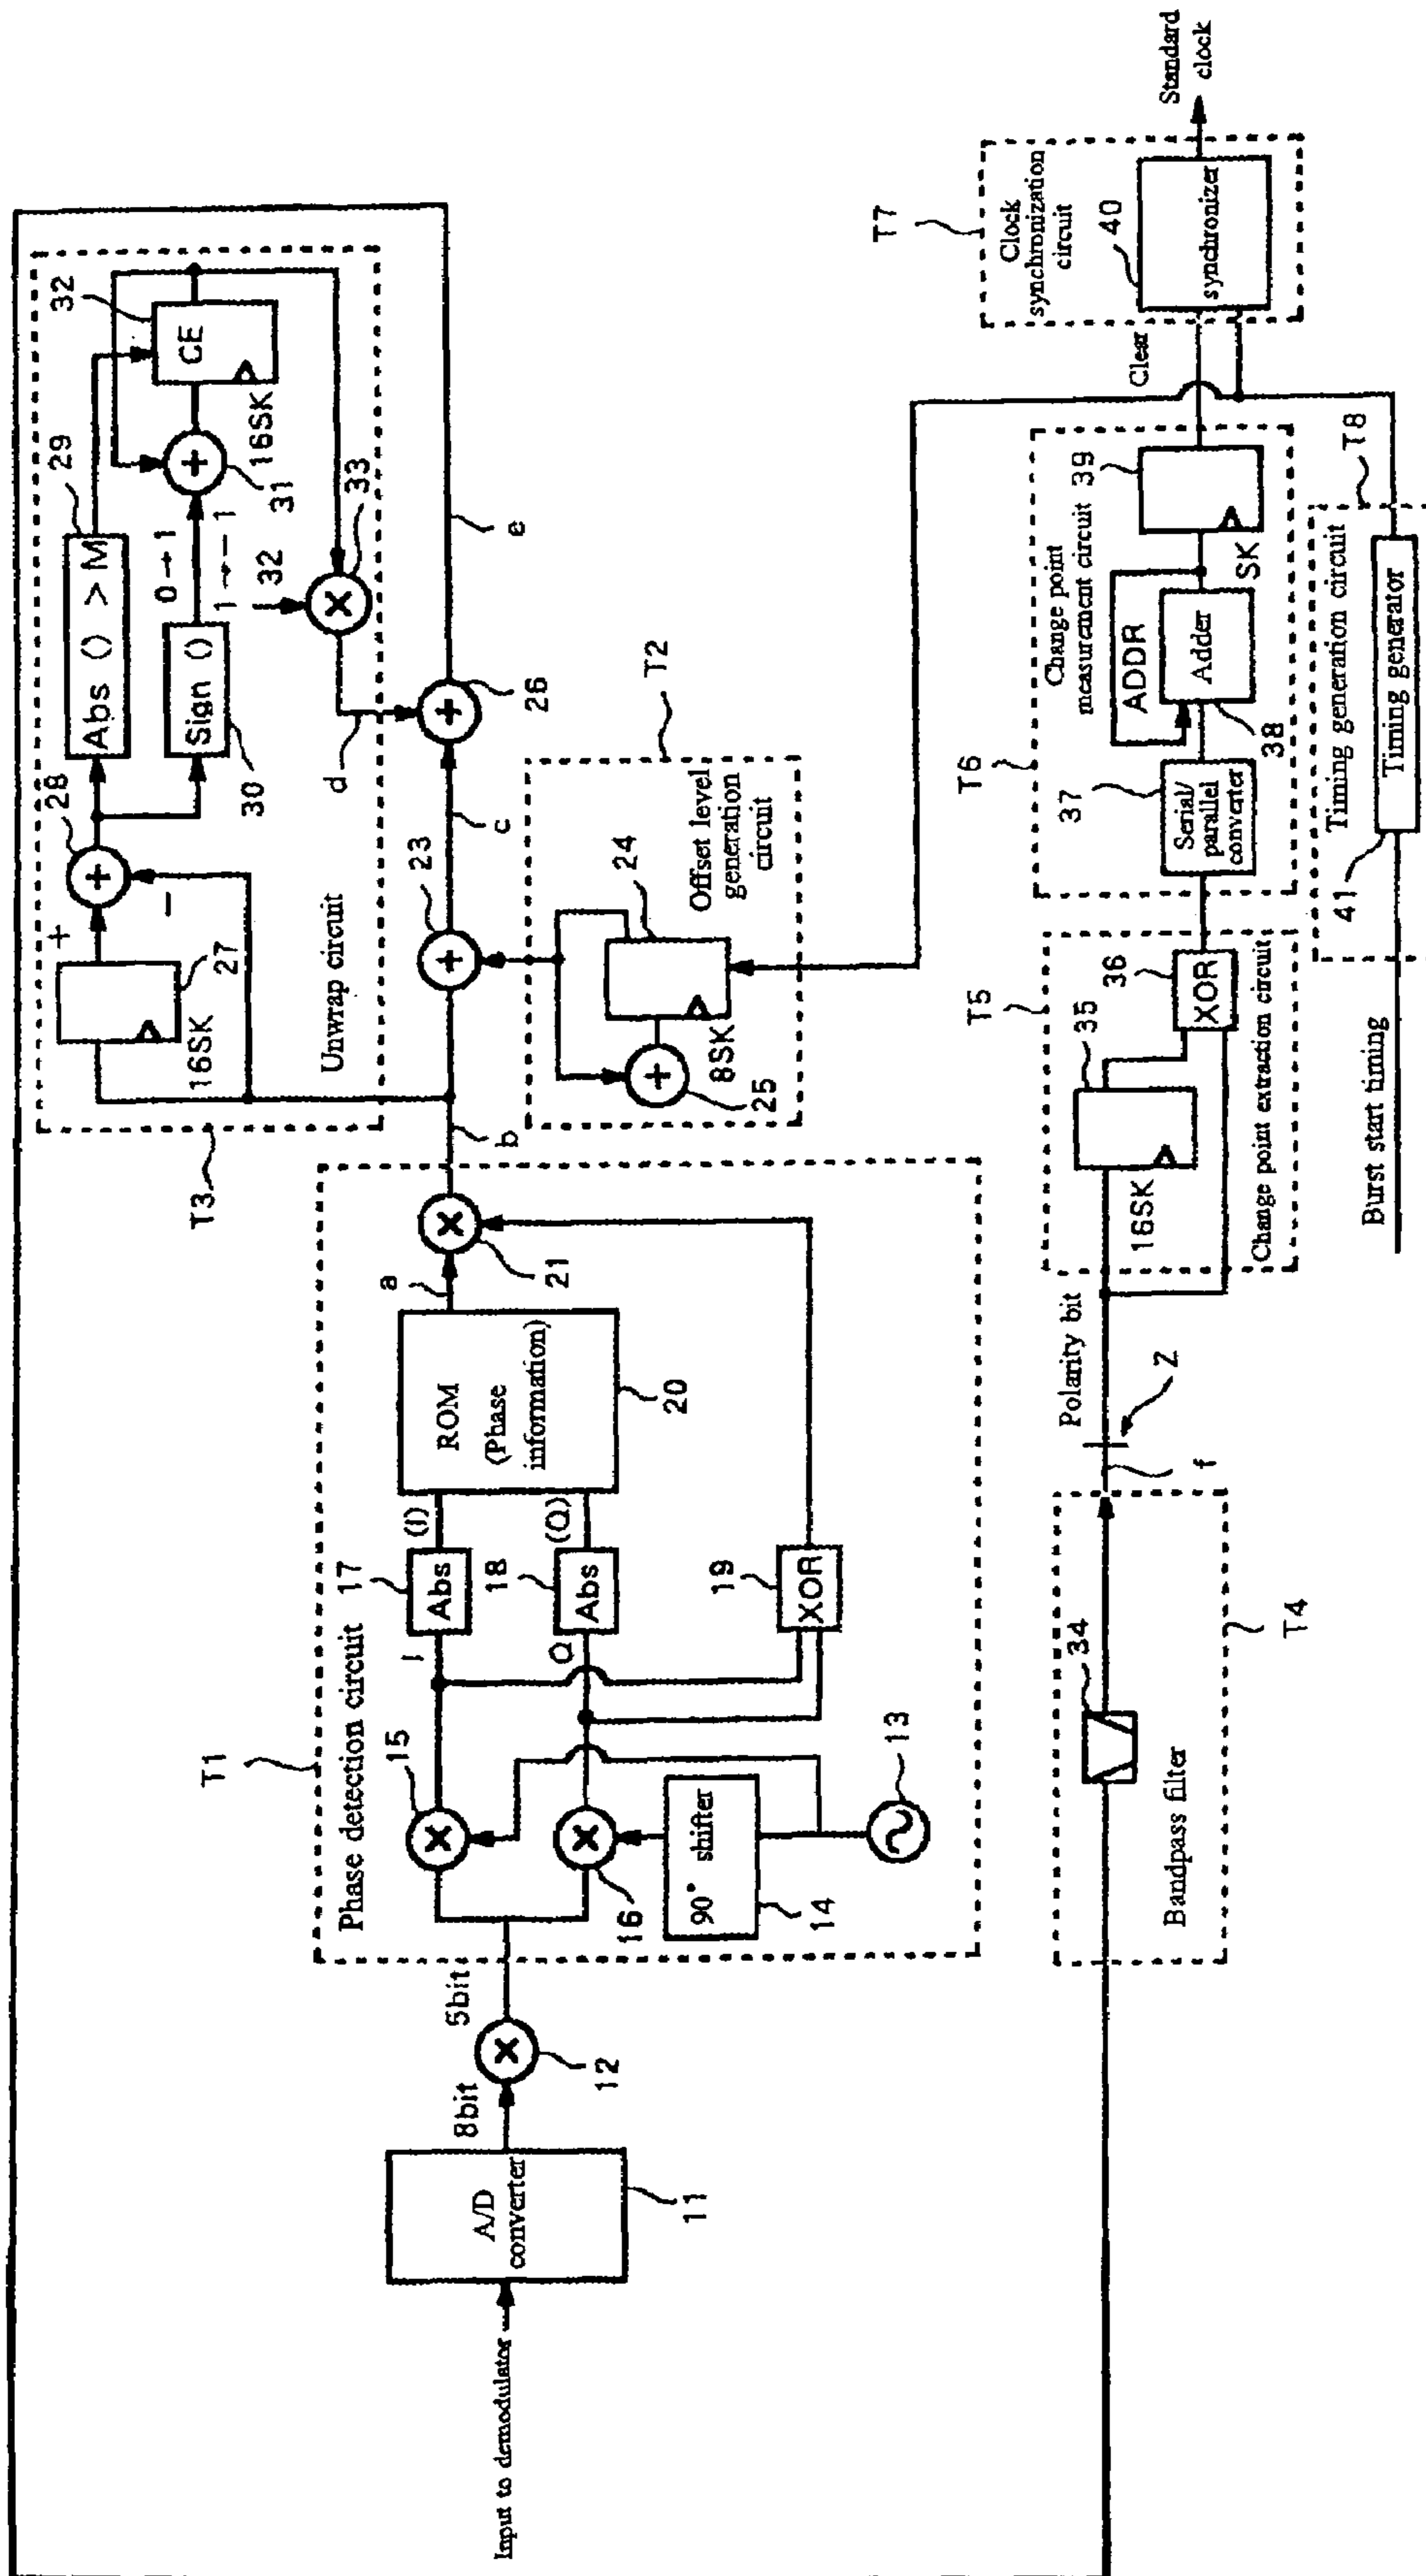 Input to demodulator
A/D
converter
11
8bit
12
5bit
T1
Phase detection circuit
15
16
90° shifter
14
13
I
Q
17
Abs
18
Abs
19
XOR
(I)
(Q)
ROM
(Phase
information)
20
a
21
b
T3
Unwrap circuit
16SK
27
+
−
28
Abs () > M
29
Sign ()
30
0→1
1→−1
31
16SK
CE
32
32
33
d
23
c
26
e
T2
Offset level
generation
circuit
24
25
8SK
T4
Bandpass filter
34
f
Z
Polarity bit
T5
Change point extraction circuit
16SK
35
XOR
36
T6
Change point
measurement circuit
37
Serial/
parallel
converter
ADDR
Adder
38
39
SK
T7
Clock
synchronization
circuit
40
synchronizer
Clear
Standard
clock
T8
Timing generation circuit
Timing generator
41
Burst start timing